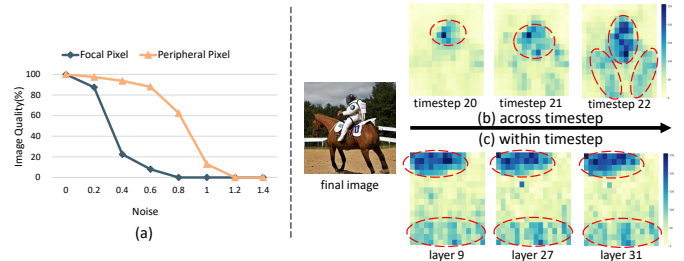 Focal Pixel
Peripheral Pixel
Image Quality(%)
100
80
60
40
20
0
0 0.2 0.4 0.6 0.8 1 1.2 1.4
Noise
(a)
final image
timestep 20 timestep 21 timestep 22
(b) across timestep
(c) within timestep
layer 9 layer 27 layer 31